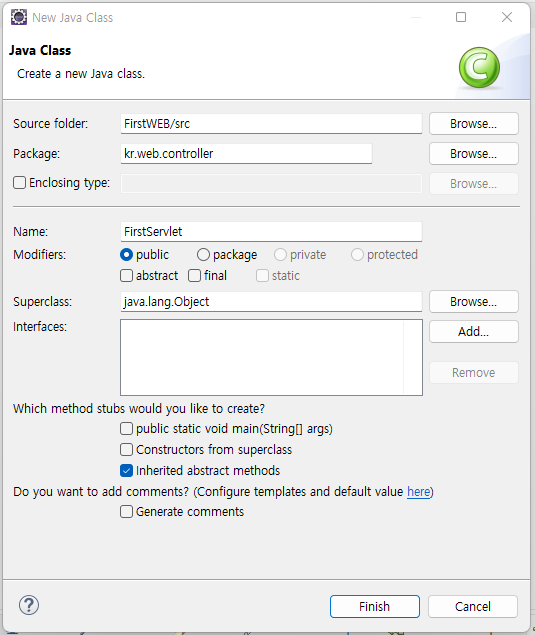 New Java Class
Java Class
Create a new Java class.
C
Source folder: FirstWEB/src Browse...
Package: kr.web.controller Browse...
Enclosing type: Browse...
Name: FirstServlet
Modifiers: public package private protected
abstract final static
Superclass: java.lang.Object Browse...
Interfaces: Add...
Remove
Which method stubs would you like to create?
public static void main(String[] args)
Constructors from superclass
Inherited abstract methods
Do you want to add comments? (Configure templates and default value here)
Generate comments
? Finish Cancel